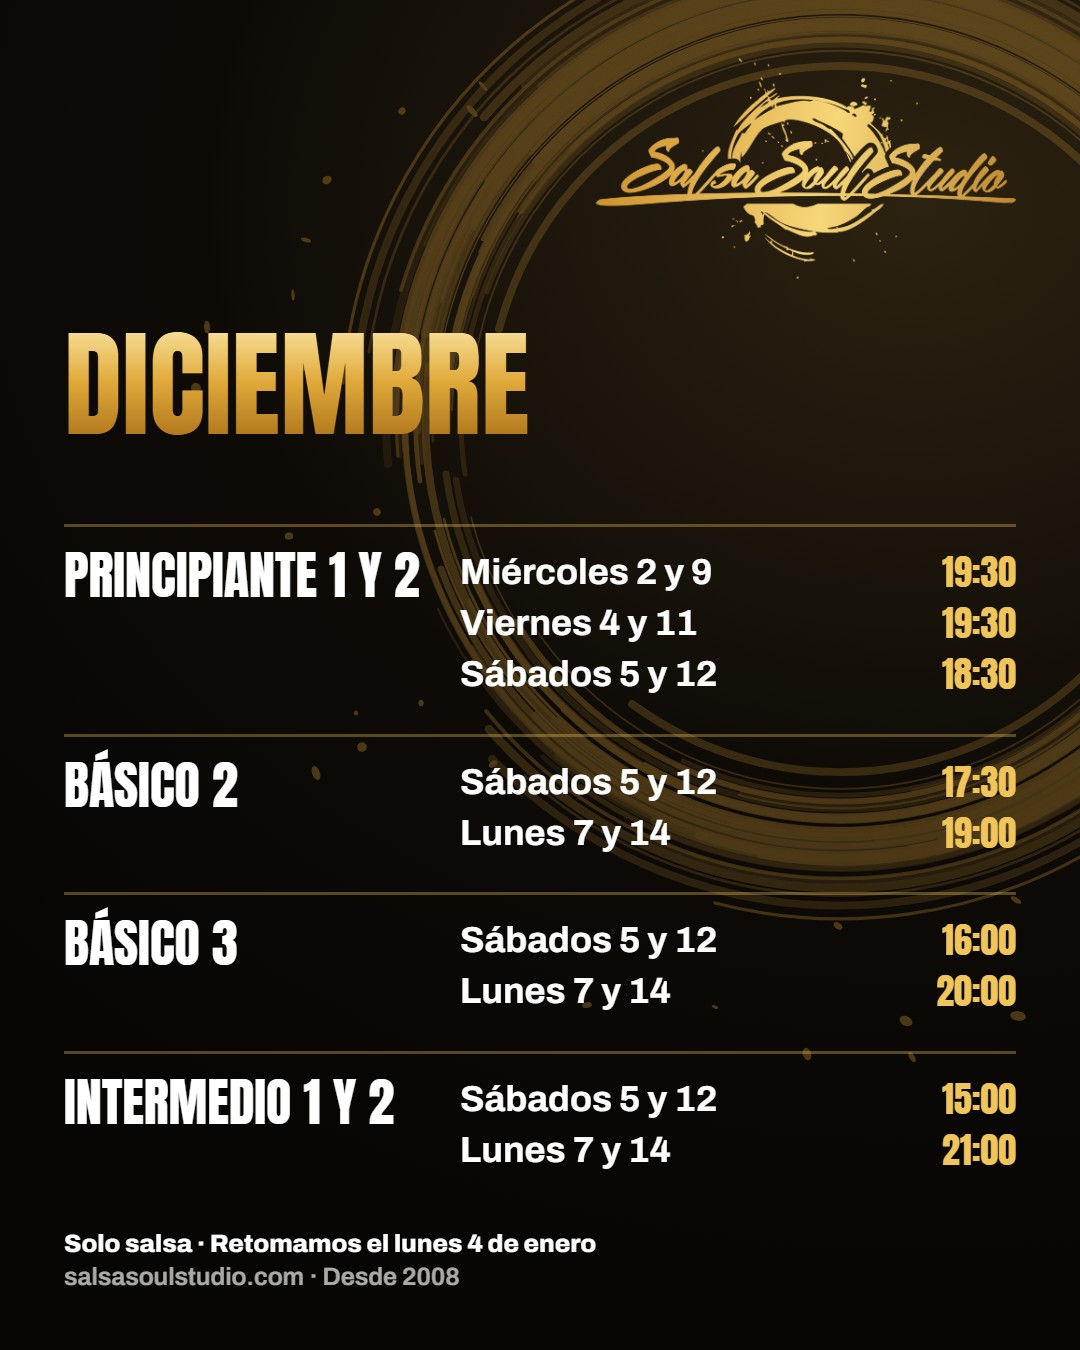 Salsa Soul Studio
DICIEMBRE
PRINCIPIANTE 1 Y 2
Miércoles 2 y 9 19:30
Viernes 4 y 11 19:30
Sábados 5 y 12 18:30
BÁSICO 2
Sábados 5 y 12 17:30
Lunes 7 y 14 19:00
BÁSICO 3
Sábados 5 y 12 16:00
Lunes 7 y 14 20:00
INTERMEDIO 1 Y 2
Sábados 5 y 12 15:00
Lunes 7 y 14 21:00
Solo salsa · Retomamos el lunes 4 de enero
salsasoulstudio.com · Desde 2008